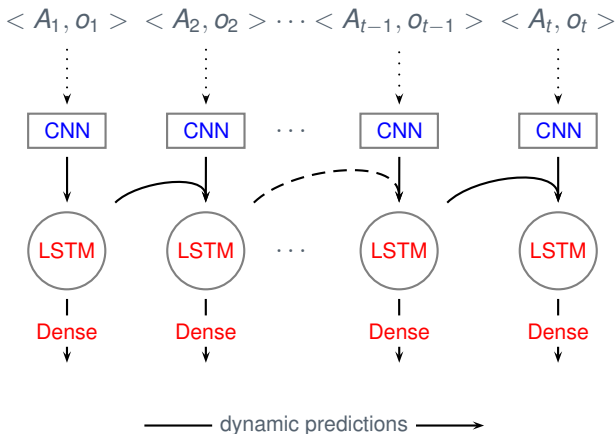 < A₁, o₁ > < A₂, o₂ > ··· < Aₜ₋₁, oₜ₋₁ > < Aₜ, oₜ >
CNN CNN ··· CNN CNN
LSTM LSTM ··· LSTM LSTM
Dense Dense Dense Dense
dynamic predictions